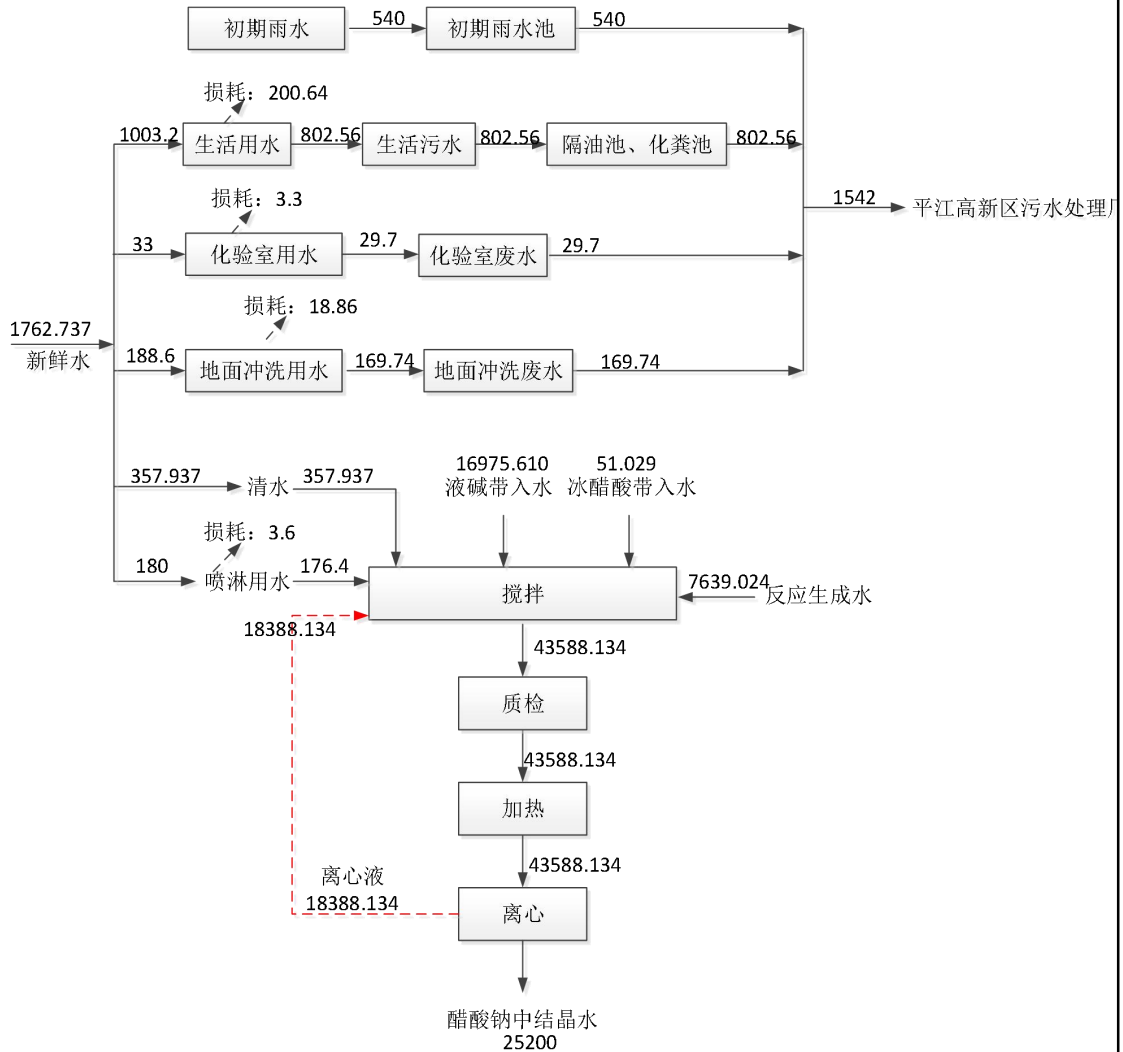 初期雨水
540
初期雨水池
540
损耗：200.64
1003.2
生活用水
802.56
生活污水
802.56
隔油池、化粪池
802.56
1542
平江高新区污水处理厂
损耗：3.3
33
化验室用水
29.7
化验室废水
29.7
损耗：18.86
1762.737
新鲜水
188.6
地面冲洗用水
169.74
地面冲洗废水
169.74
357.937
清水
357.937
16975.610
液碱带入水
51.029
冰醋酸带入水
损耗：3.6
180
喷淋用水
176.4
搅拌
7639.024
反应生成水
18388.134
43588.134
质检
43588.134
加热
43588.134
离心液
18388.134
离心
醋酸钠中结晶水
25200